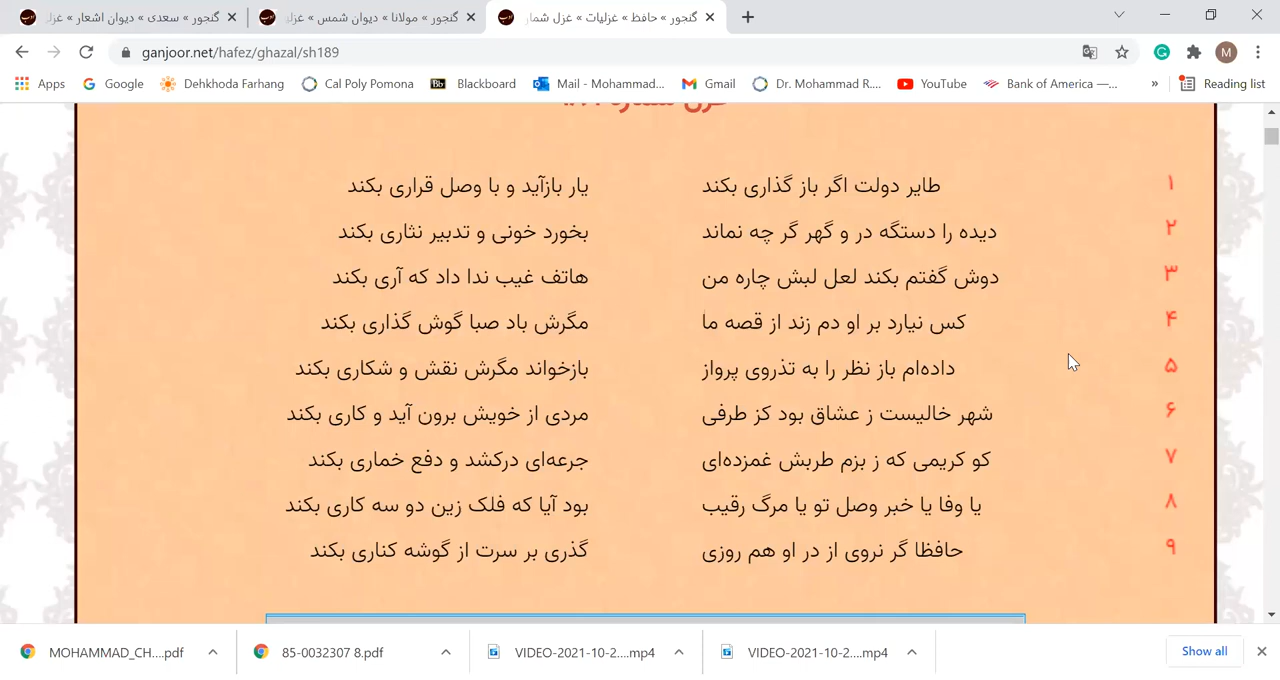 گنجور » سعدی » دیوان اشعار » غزل
گنجور » مولانا » دیوان شمس » غزلی
گنجور » حافظ » غزلیات » غزل شمار
ganjoor.net/hafez/ghazal/sh189
M
Apps
Google
Dehkhoda Farhang
Cal Poly Pomona
Bb Blackboard
Mail - Mohammad...
Gmail
Dr. Mohammad R....
YouTube
Bank of America —...
»
Reading list
۱ طایر دولت اگر باز گذاری بکند یار بازآید و با وصل قراری بکند
۲ دیده را دستگه در و گهر گر چه نماند بخورد خونی و تدبیر نثاری بکند
۳ دوش گفتم بکند لعل لبش چاره من هاتف غیب ندا داد که آری بکند
۴ کس نیارد بر او دم زند از قصه ما مگرش باد صبا گوش گذاری بکند
۵ داده‌ام باز نظر را به تذروی پرواز بازخواند مگرش نقش و شکاری بکند
۶ شهر خالیست ز عشاق بود کز طرفی مردی از خویش برون آید و کاری بکند
۷ کو کریمی که ز بزم طربش غمزده‌ای جرعه‌ای درکشد و دفع خماری بکند
۸ یا وفا یا خبر وصل تو یا مرگ رقیب بود آیا که فلک زین دو سه کاری بکند
۹ حافظا گر نروی از در او هم روزی گذری بر سرت از گوشه کناری بکند
MOHAMMAD_CH....pdf
85-0032307 8.pdf
VIDEO-2021-10-2....mp4
VIDEO-2021-10-2....mp4
Show all